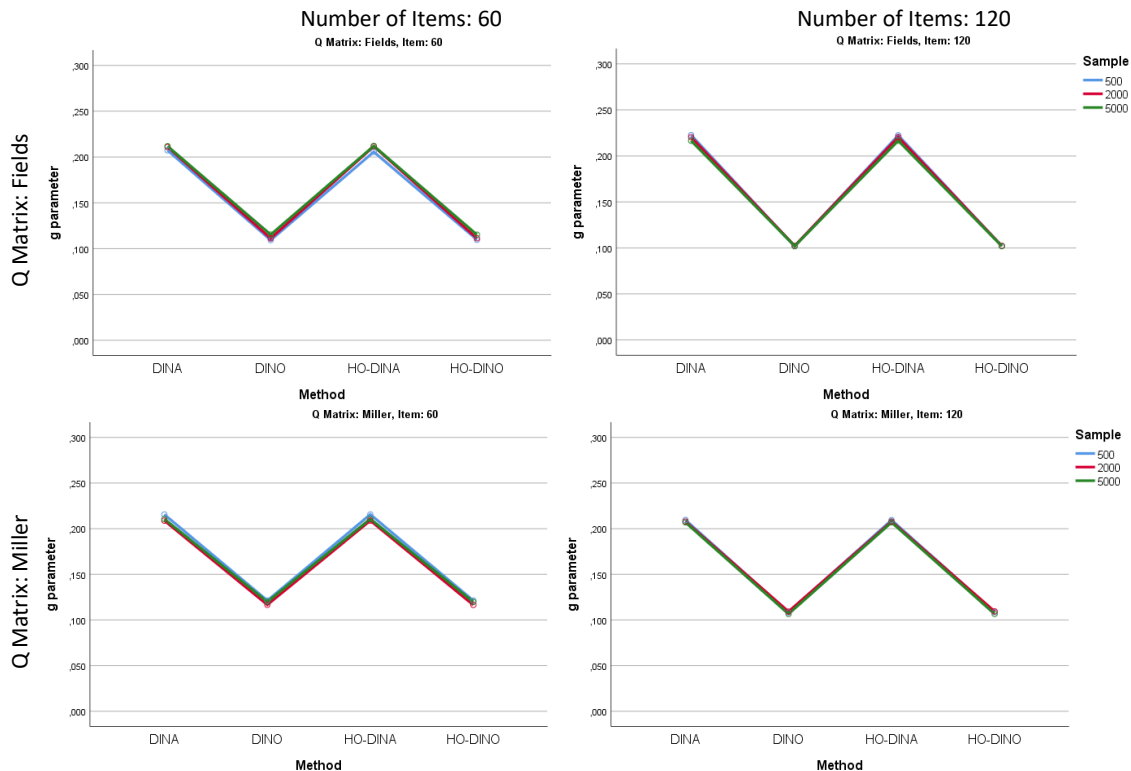 Number of Items: 60
Number of Items: 120
Q Matrix: Fields
Q Matrix: Fields, Item: 60
,300
,250
,200
,150
,100
,050
,000
g parameter
DINA DINO HO-DINA HO-DINO
Method
Q Matrix: Fields, Item: 120
,300
,250
,200
,150
,100
,050
,000
g parameter
DINA DINO HO-DINA HO-DINO
Method
Sample
500
2000
5000
Q Matrix: Miller
Q Matrix: Miller, Item: 60
,300
,250
,200
,150
,100
,050
,000
g parameter
DINA DINO HO-DINA HO-DINO
Method
Q Matrix: Miller, Item: 120
,300
,250
,200
,150
,100
,050
,000
g parameter
DINA DINO HO-DINA HO-DINO
Method
Sample
500
2000
5000